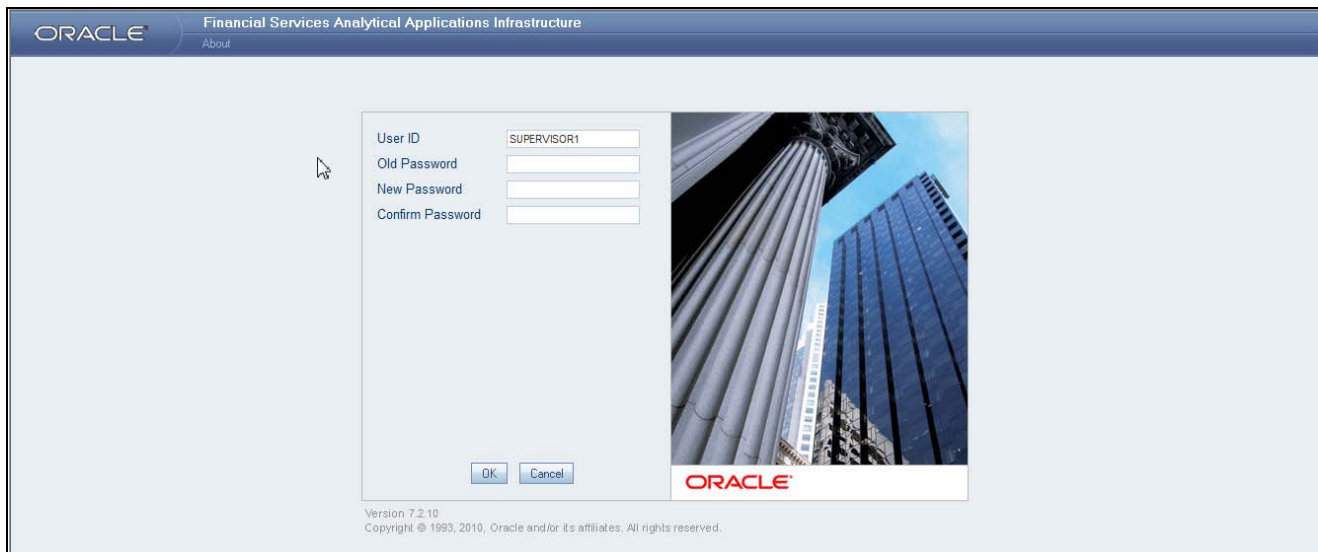 ORACLE®
Financial Services Analytical Applications Infrastructure
About
User ID SUPERVISOR1
Old Password
New Password
Confirm Password
OK Cancel
ORACLE®
Version 7.2.10
Copyright © 1993, 2010, Oracle and/or its affiliates. All rights reserved.